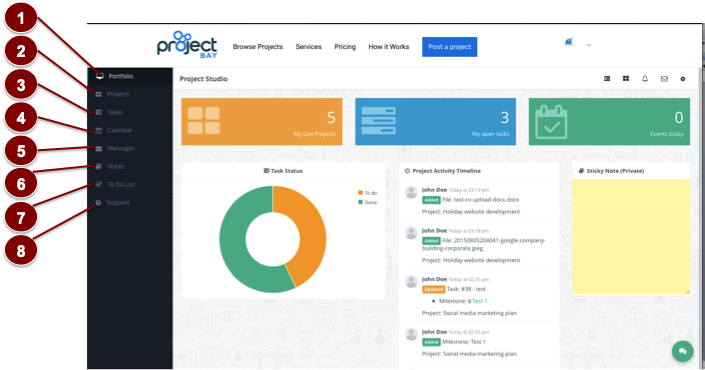 1
2
3
4
5
6
7
8
project
BAY
Browse Projects Services Pricing How it Works Post a project
Portfolio
Projects
Tasks
Calendar
Messages
Notes
To Do List
Support
Project Studio
5
My Live Projects
3
My open tasks
0
Events today
Task Status
To do
Done
Project Activity Timeline
John Doe Today at 03:19 pm
Added File: test-cv-upload-docx.docx
Project: Holiday website development
John Doe Today at 03:18 pm
Added File: 20150805204041-google-company-
building-corporate.jpeg
Project: Holiday website development
John Doe Today at 02:35 pm
Updated Task: #38 - test
Milestone: Test 1
Project: Social media marketing plan
John Doe Today at 02:35 pm
Added Milestone: Test 1
Project: Social media marketing plan
Sticky Note (Private)